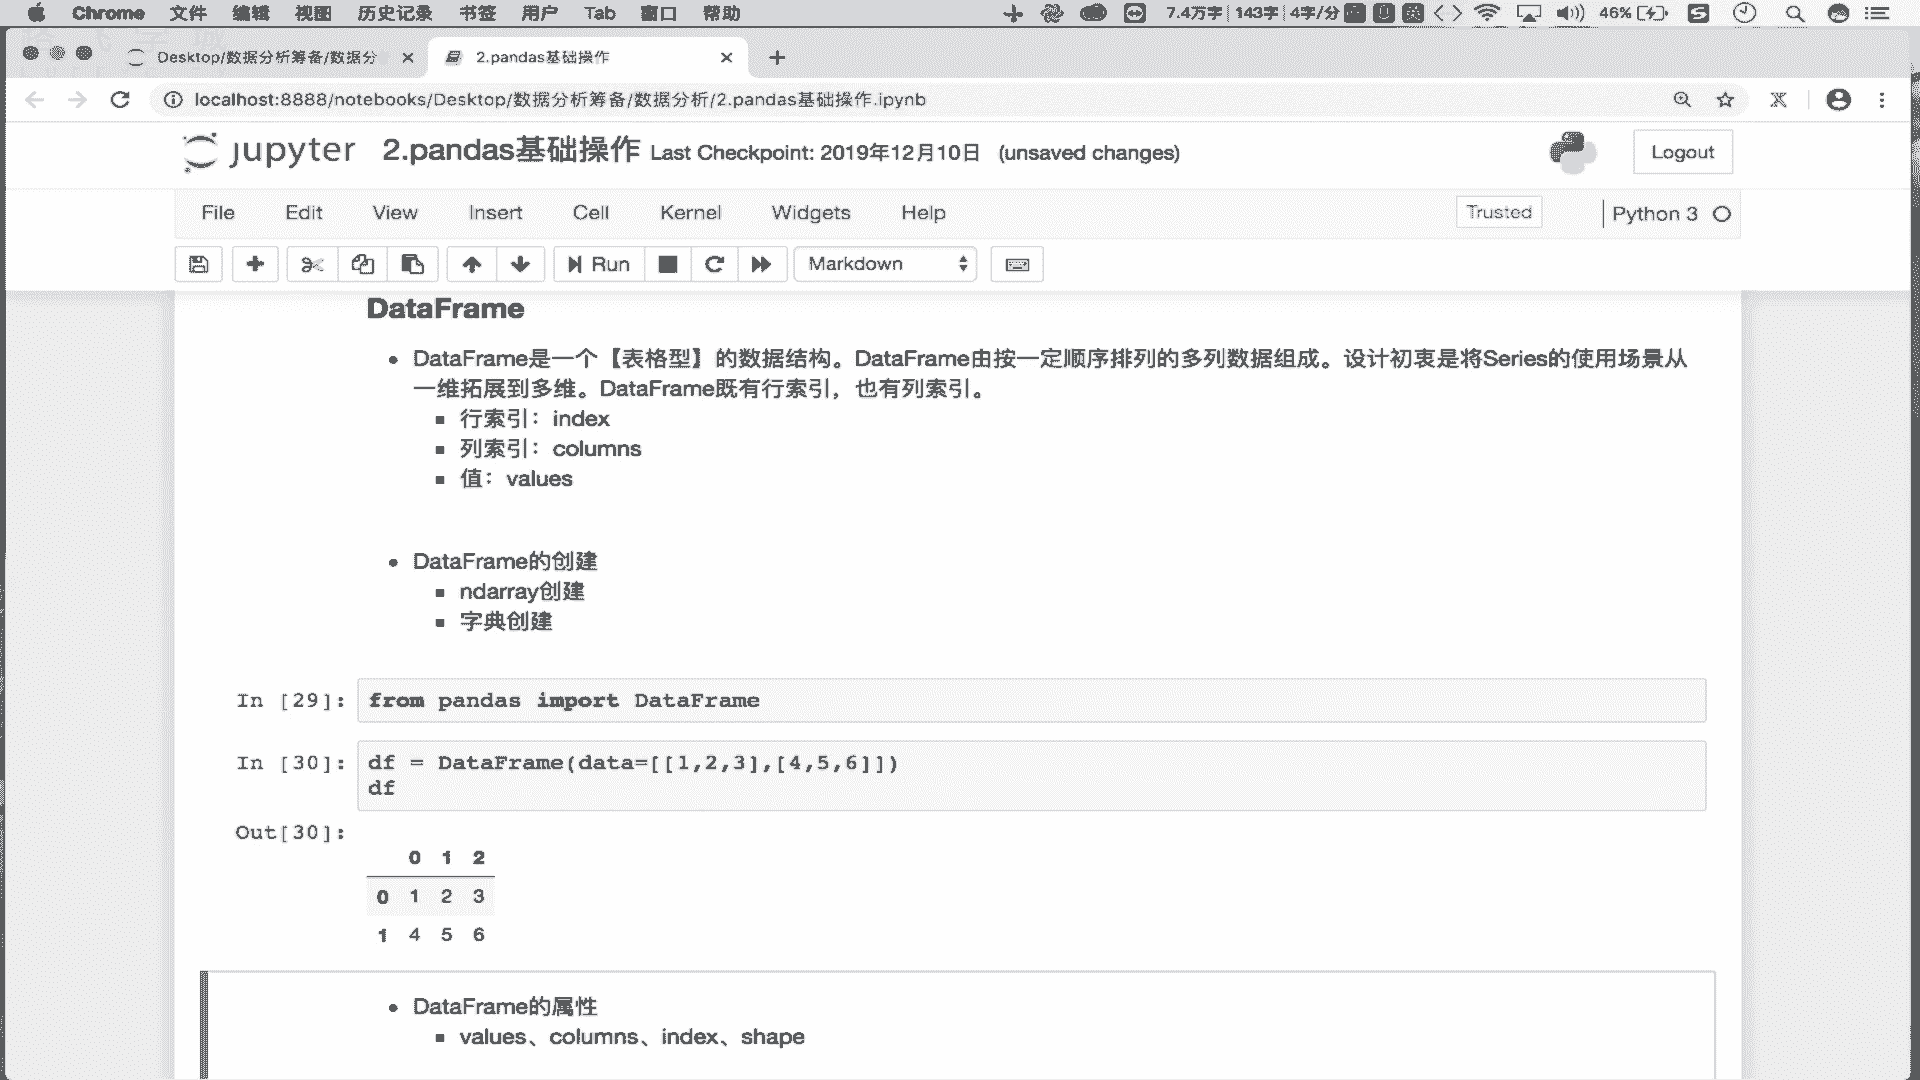 Chrome 文件 编辑 视图 历史记录 书签 用户 Tab 窗口 帮助 7.4万字 143字 4字/分 46%
Desktop/数据分析筹备/数据分 2.pandas基础操作
localhost:8888/notebooks/Desktop/数据分析筹备/数据分析/2.pandas基础操作.ipynb
jupyter 2.pandas基础操作 Last Checkpoint: 2019年12月10日 (unsaved changes) Logout
File Edit View Insert Cell Kernel Widgets Help Trusted Python 3
Run Markdown
DataFrame
DataFrame是一个【表格型】的数据结构。DataFrame由按一定顺序排列的多列数据组成。设计初衷是将Series的使用场景从
一维拓展到多维。DataFrame既有行索引，也有列索引。
行索引：index
列索引：columns
值：values
DataFrame的创建
ndarray创建
字典创建
In [29]: from pandas import DataFrame
In [30]: df = DataFrame(data=[[1,2,3],[4,5,6]])
df
Out[30]:
0 1 2
0 1 2 3
1 4 5 6
DataFrame的属性
values、columns、index、shape